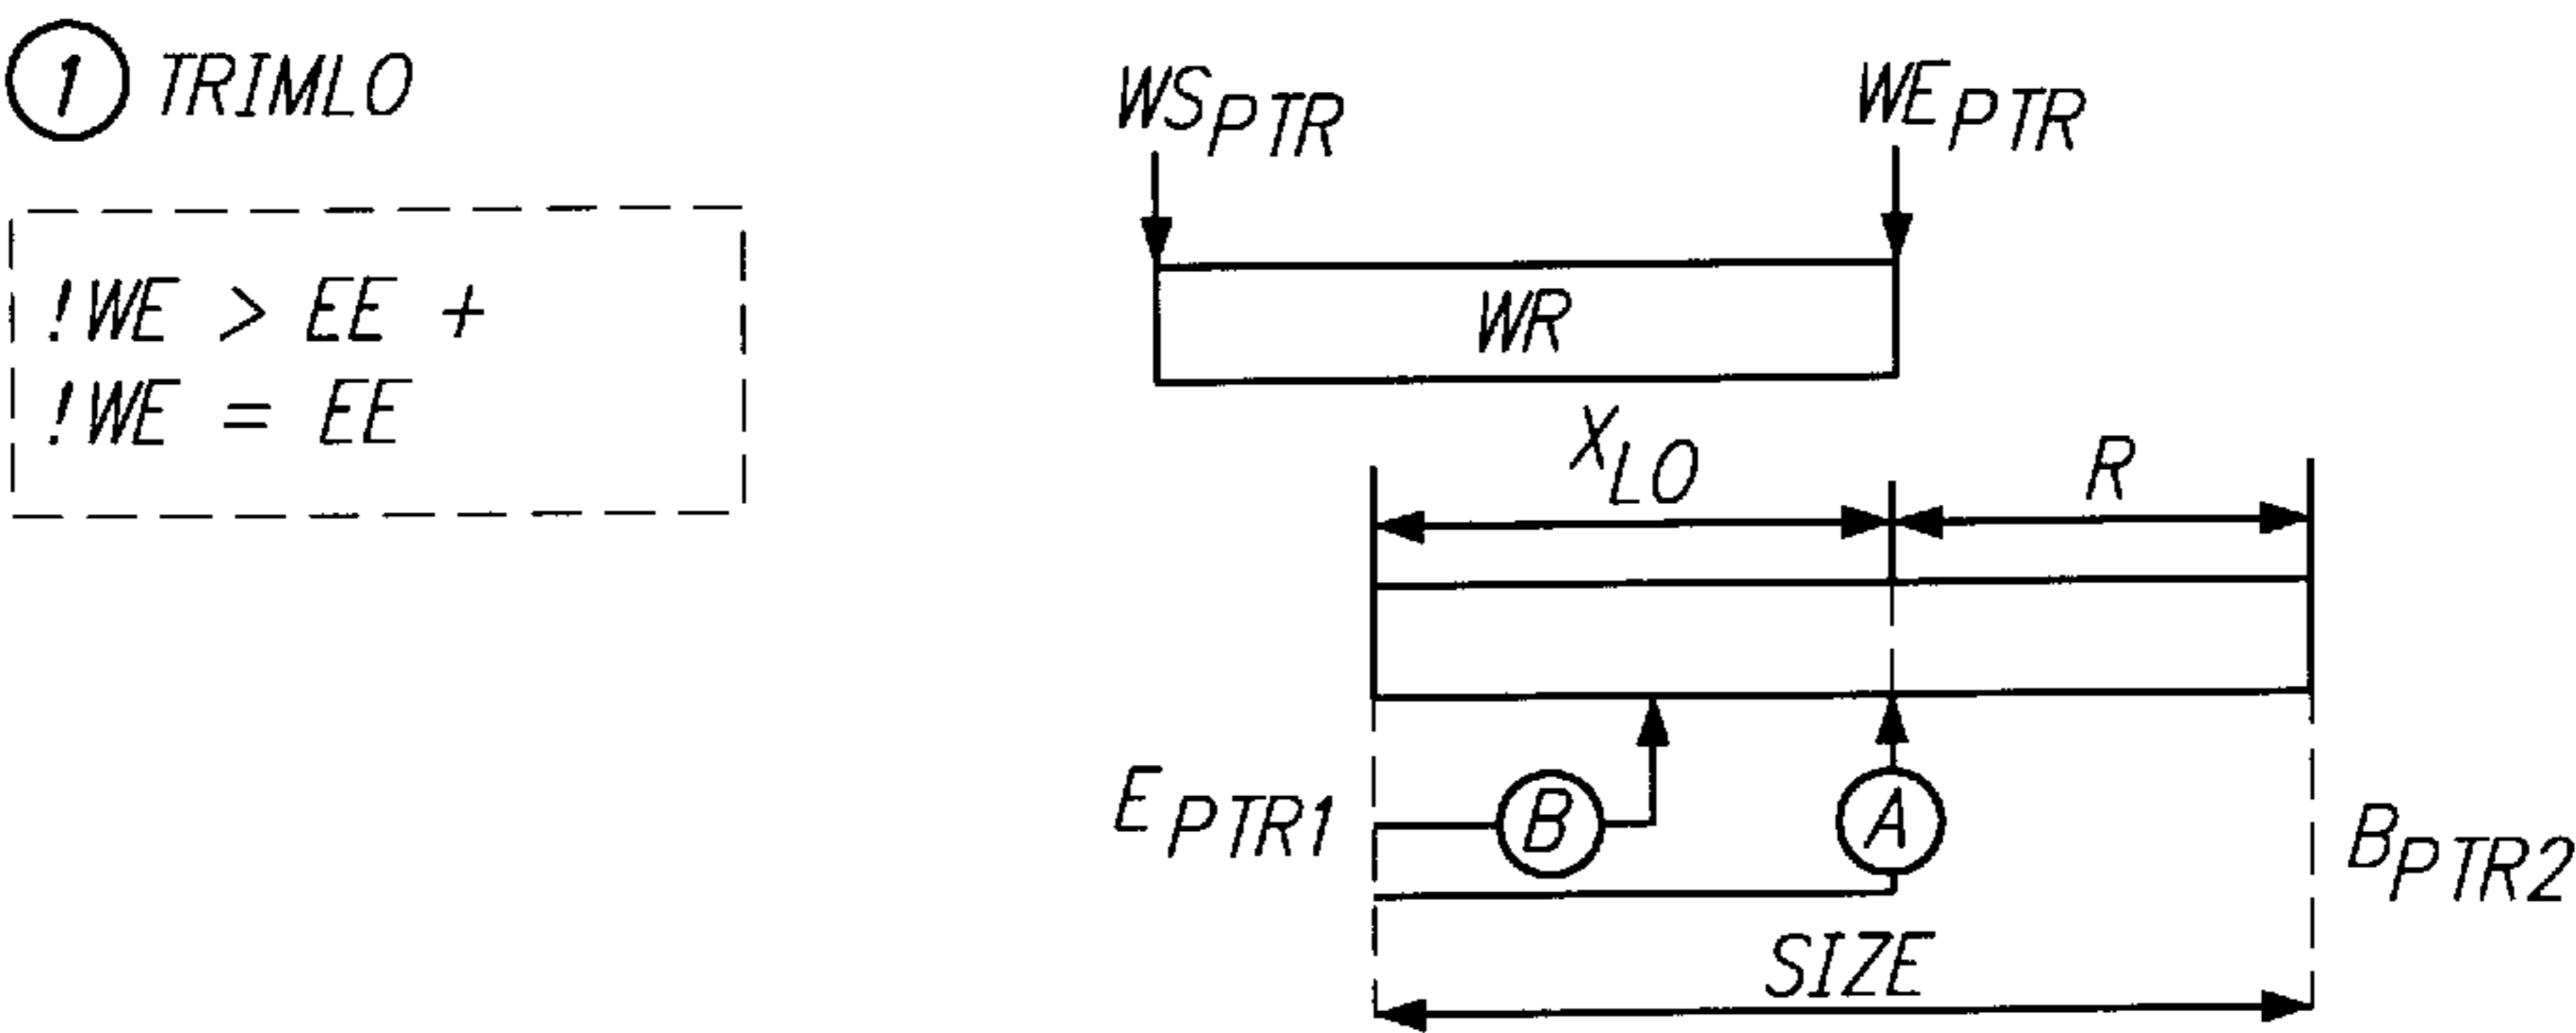 1 TRIMLO
!WE > EE +
!WE = EE
WSPTR
WEPTR
WR
XLO
R
EPTR1
B
A
BPTR2
SIZE